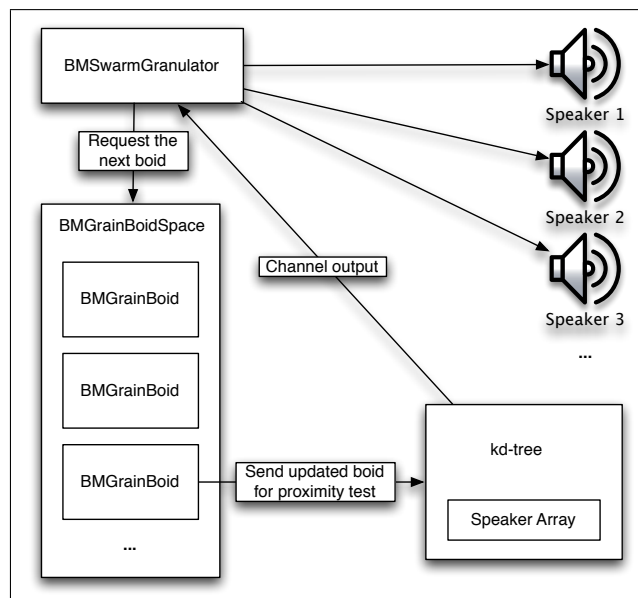 BMSwarmGranulator
Speaker 1
Request the
next boid
Speaker 2
BMGrainBoidSpace
Channel output
BMGrainBoid
Speaker 3
...
BMGrainBoid
kd-tree
BMGrainBoid
Send updated boid
for proximity test
Speaker Array
...